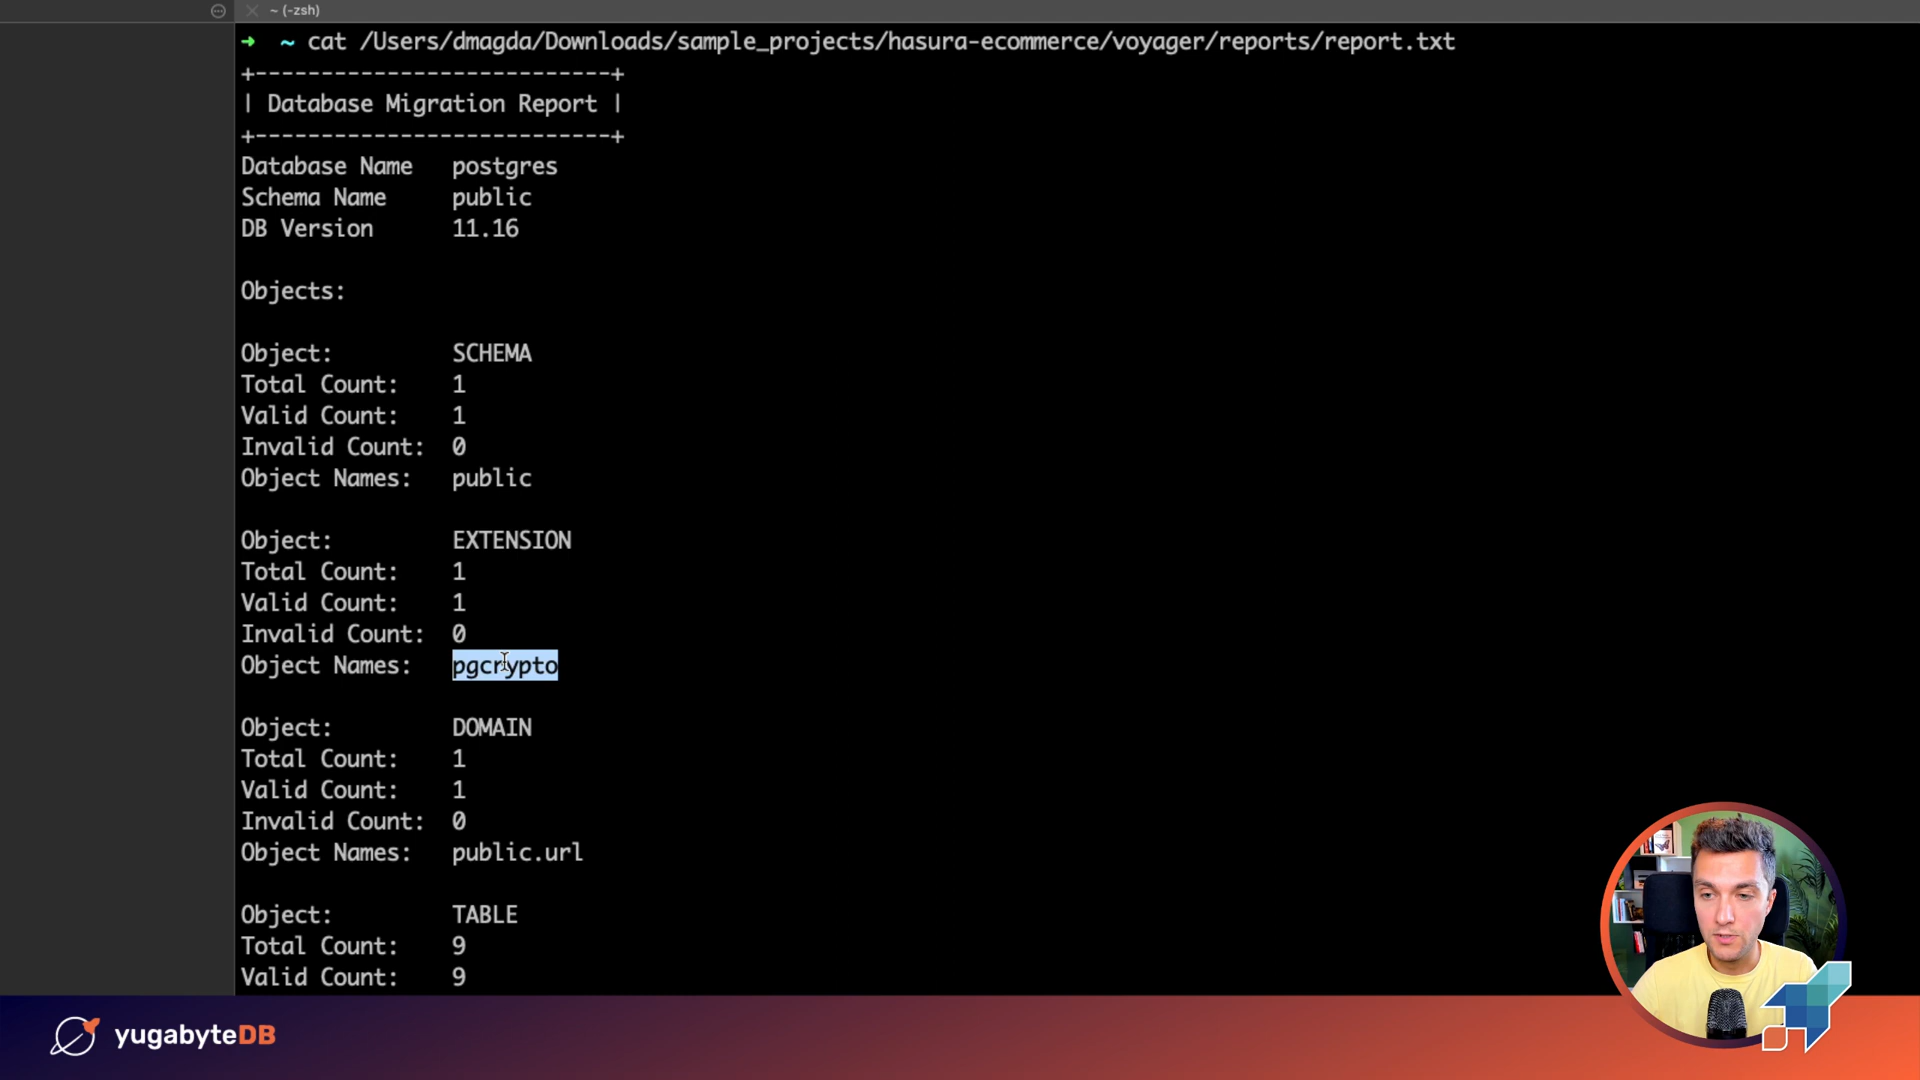 ~ (-zsh)
➜ ~ cat /Users/dmagda/Downloads/sample_projects/hasura-ecommerce/voyager/reports/report.txt
+---------------------------+
| Database Migration Report |
+---------------------------+
Database Name postgres
Schema Name public
DB Version 11.16
Objects:
Object: SCHEMA
Total Count: 1
Valid Count: 1
Invalid Count: 0
Object Names: public
Object: EXTENSION
Total Count: 1
Valid Count: 1
Invalid Count: 0
Object Names: pgcrypto
Object: DOMAIN
Total Count: 1
Valid Count: 1
Invalid Count: 0
Object Names: public.url
Object: TABLE
Total Count: 9
Valid Count: 9
yugabyteDB